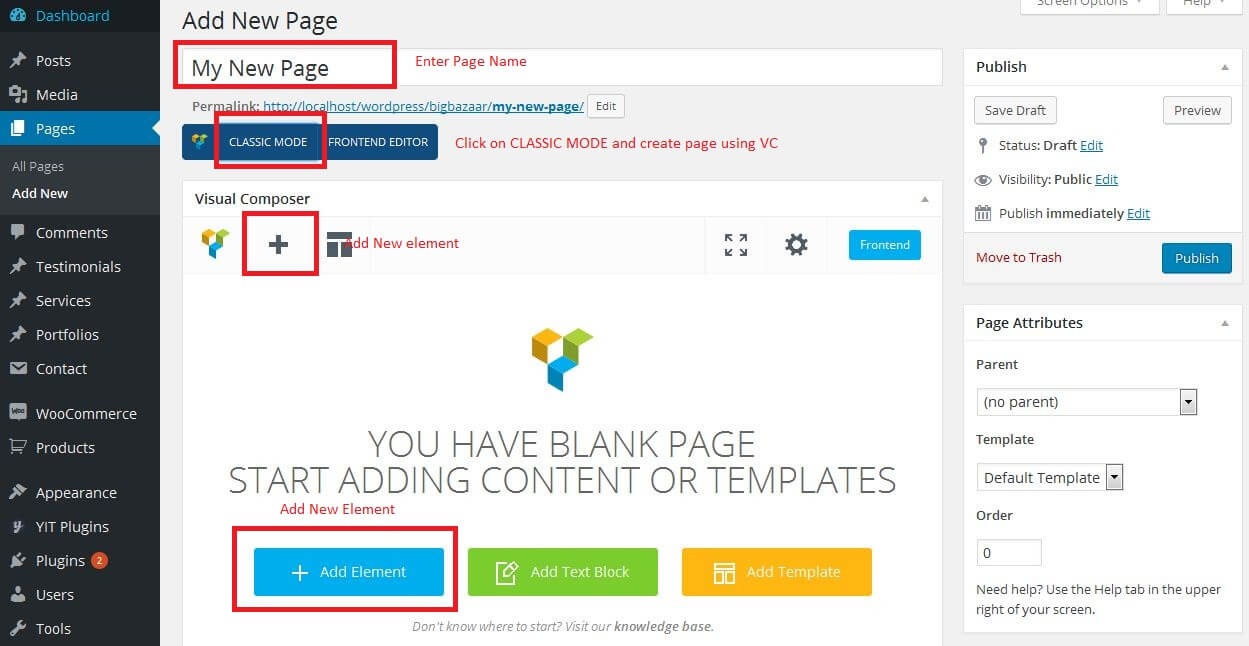 Dashboard
Posts
Media
Pages
All Pages
Add New
Comments
Testimonials
Services
Portfolios
Contact
WooCommerce
Products
Appearance
YIT Plugins
Plugins 2
Users
Tools
Screen Options
Help
Add New Page
My New Page
Enter Page Name
Permalink: http://localhost/wordpress/bigbazaar/my-new-page/ Edit
CLASSIC MODE
FRONTEND EDITOR
Click on CLASSIC MODE and create page using VC
Visual Composer
Add New element
Frontend
YOU HAVE BLANK PAGE
START ADDING CONTENT OR TEMPLATES
Add New Element
Add Element
Add Text Block
Add Template
Don't know where to start? Visit our knowledge base.
Publish
Save Draft
Preview
Status: Draft Edit
Visibility: Public Edit
Publish immediately Edit
Move to Trash
Publish
Page Attributes
Parent
(no parent)
Template
Default Template
Order
0
Need help? Use the Help tab in the upper
right of your screen.